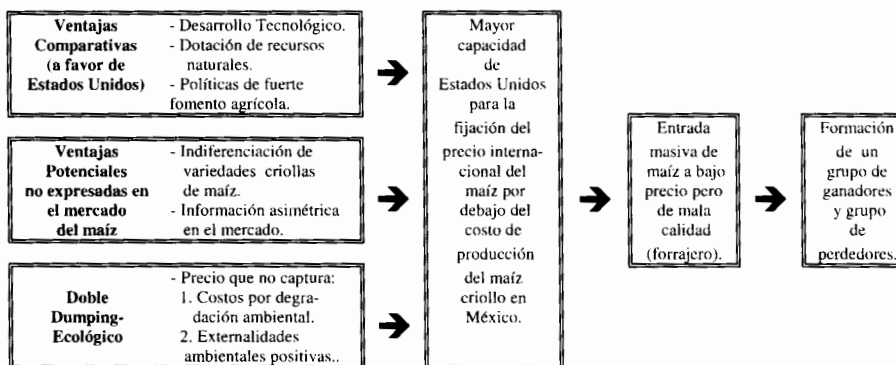 Ventajas
Comparativas
(a favor de
Estados Unidos)
- Desarrollo Tecnológico.
- Dotación de recursos
naturales.
- Políticas de fuerte
fomento agrícola.
Ventajas
Potenciales
no expresadas en
el mercado
del maíz
- Indiferenciación de
variedades criollas
de maíz.
- Información asimétrica
en el mercado.
Doble
Dumping-
Ecológico
- Precio que no captura:
1. Costos por degra-
dación ambiental.
2. Externalidades
ambientales positivas..
Mayor
capacidad
de
Estados Unidos
para la
fijación del
precio interna-
cional del
maíz por
debajo del
costo de
producción
del maíz
criollo en
México.
Entrada
masiva de
maíz a bajo
precio pero
de mala
calidad
(forrajero).
Formación
de un
grupo de
ganadores
y grupo
de
perdedores.